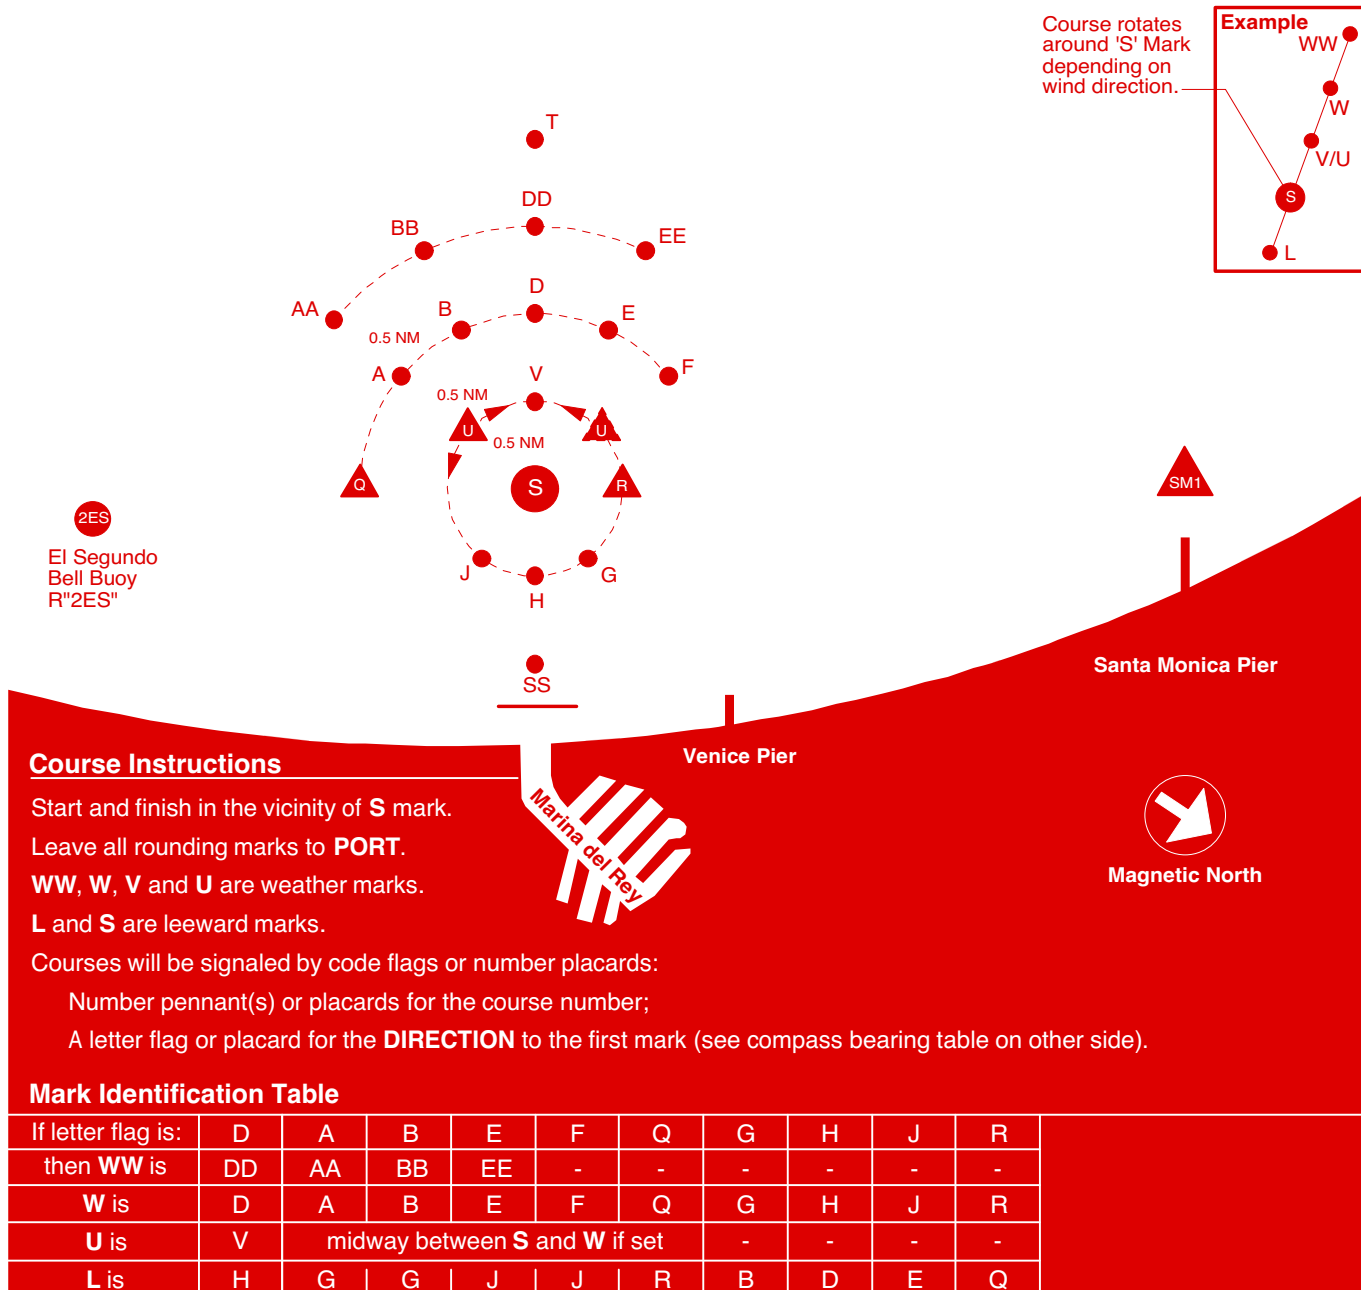 Course rotates
around 'S' Mark
depending on
wind direction.
Example
WW
W
V/U
S
L
T
DD
BB
EE
AA
D
B
E
0.5 NM
A
F
V
0.5 NM
U
U
0.5 NM
Q
S
R
SM1
2ES
El Segundo
Bell Buoy
R"2ES"
J
G
H
SS
Santa Monica Pier
Venice Pier
Marina del Rey
Magnetic North
Course Instructions
Start and finish in the vicinity of S mark.
Leave all rounding marks to PORT.
WW, W, V and U are weather marks.
L and S are leeward marks.
Courses will be signaled by code flags or number placards:
Number pennant(s) or placards for the course number;
A letter flag or placard for the DIRECTION to the first mark (see compass bearing table on other side).
Mark Identification Table
If letter flag is: D A B E F Q G H J R
then WW is DD AA BB EE - - - - - -
W is D A B E F Q G H J R
U is V midway between S and W if set - - - -
L is H G G J J R B D E Q